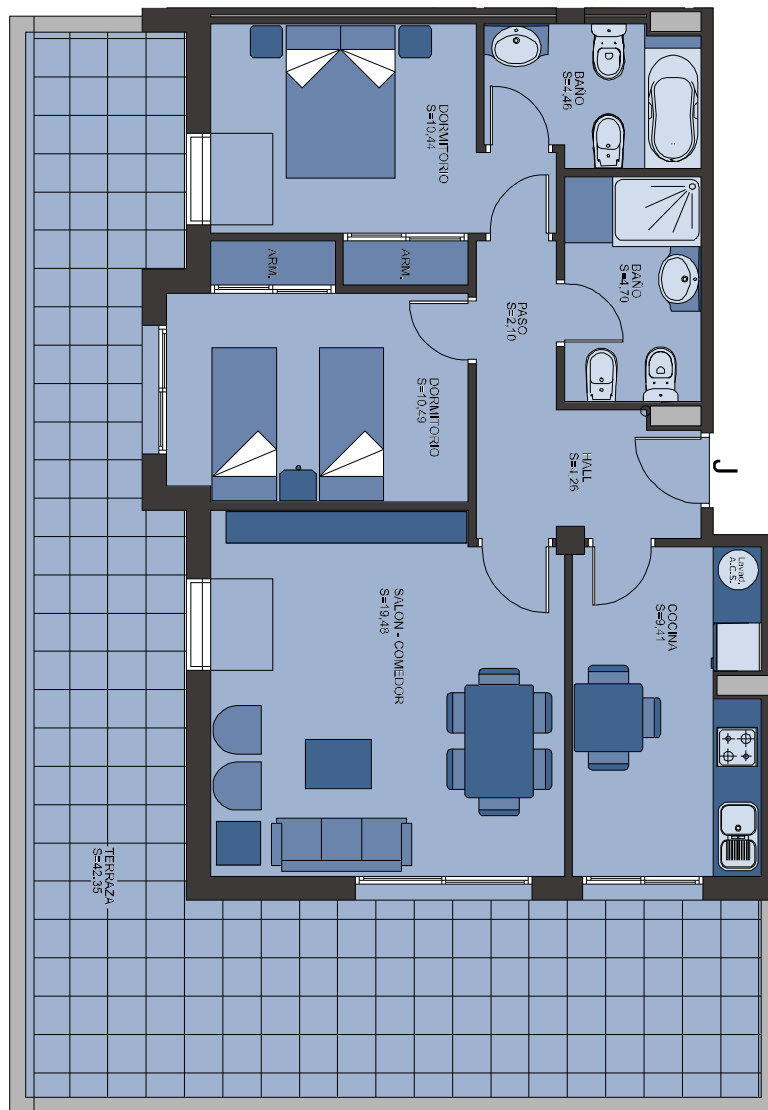 BAÑO
S=4,46
DORMITORIO
S=10,44
ARM.
ARM.
BAÑO
S=4,70
PASO
S=2,10
DORMITORIO
S=10,49
HALL
S=4,26
J
Lavad.
A.C.S.
COCINA
S=9,41
SALON - COMEDOR
S=19,48
TERRAZA
S=42.35